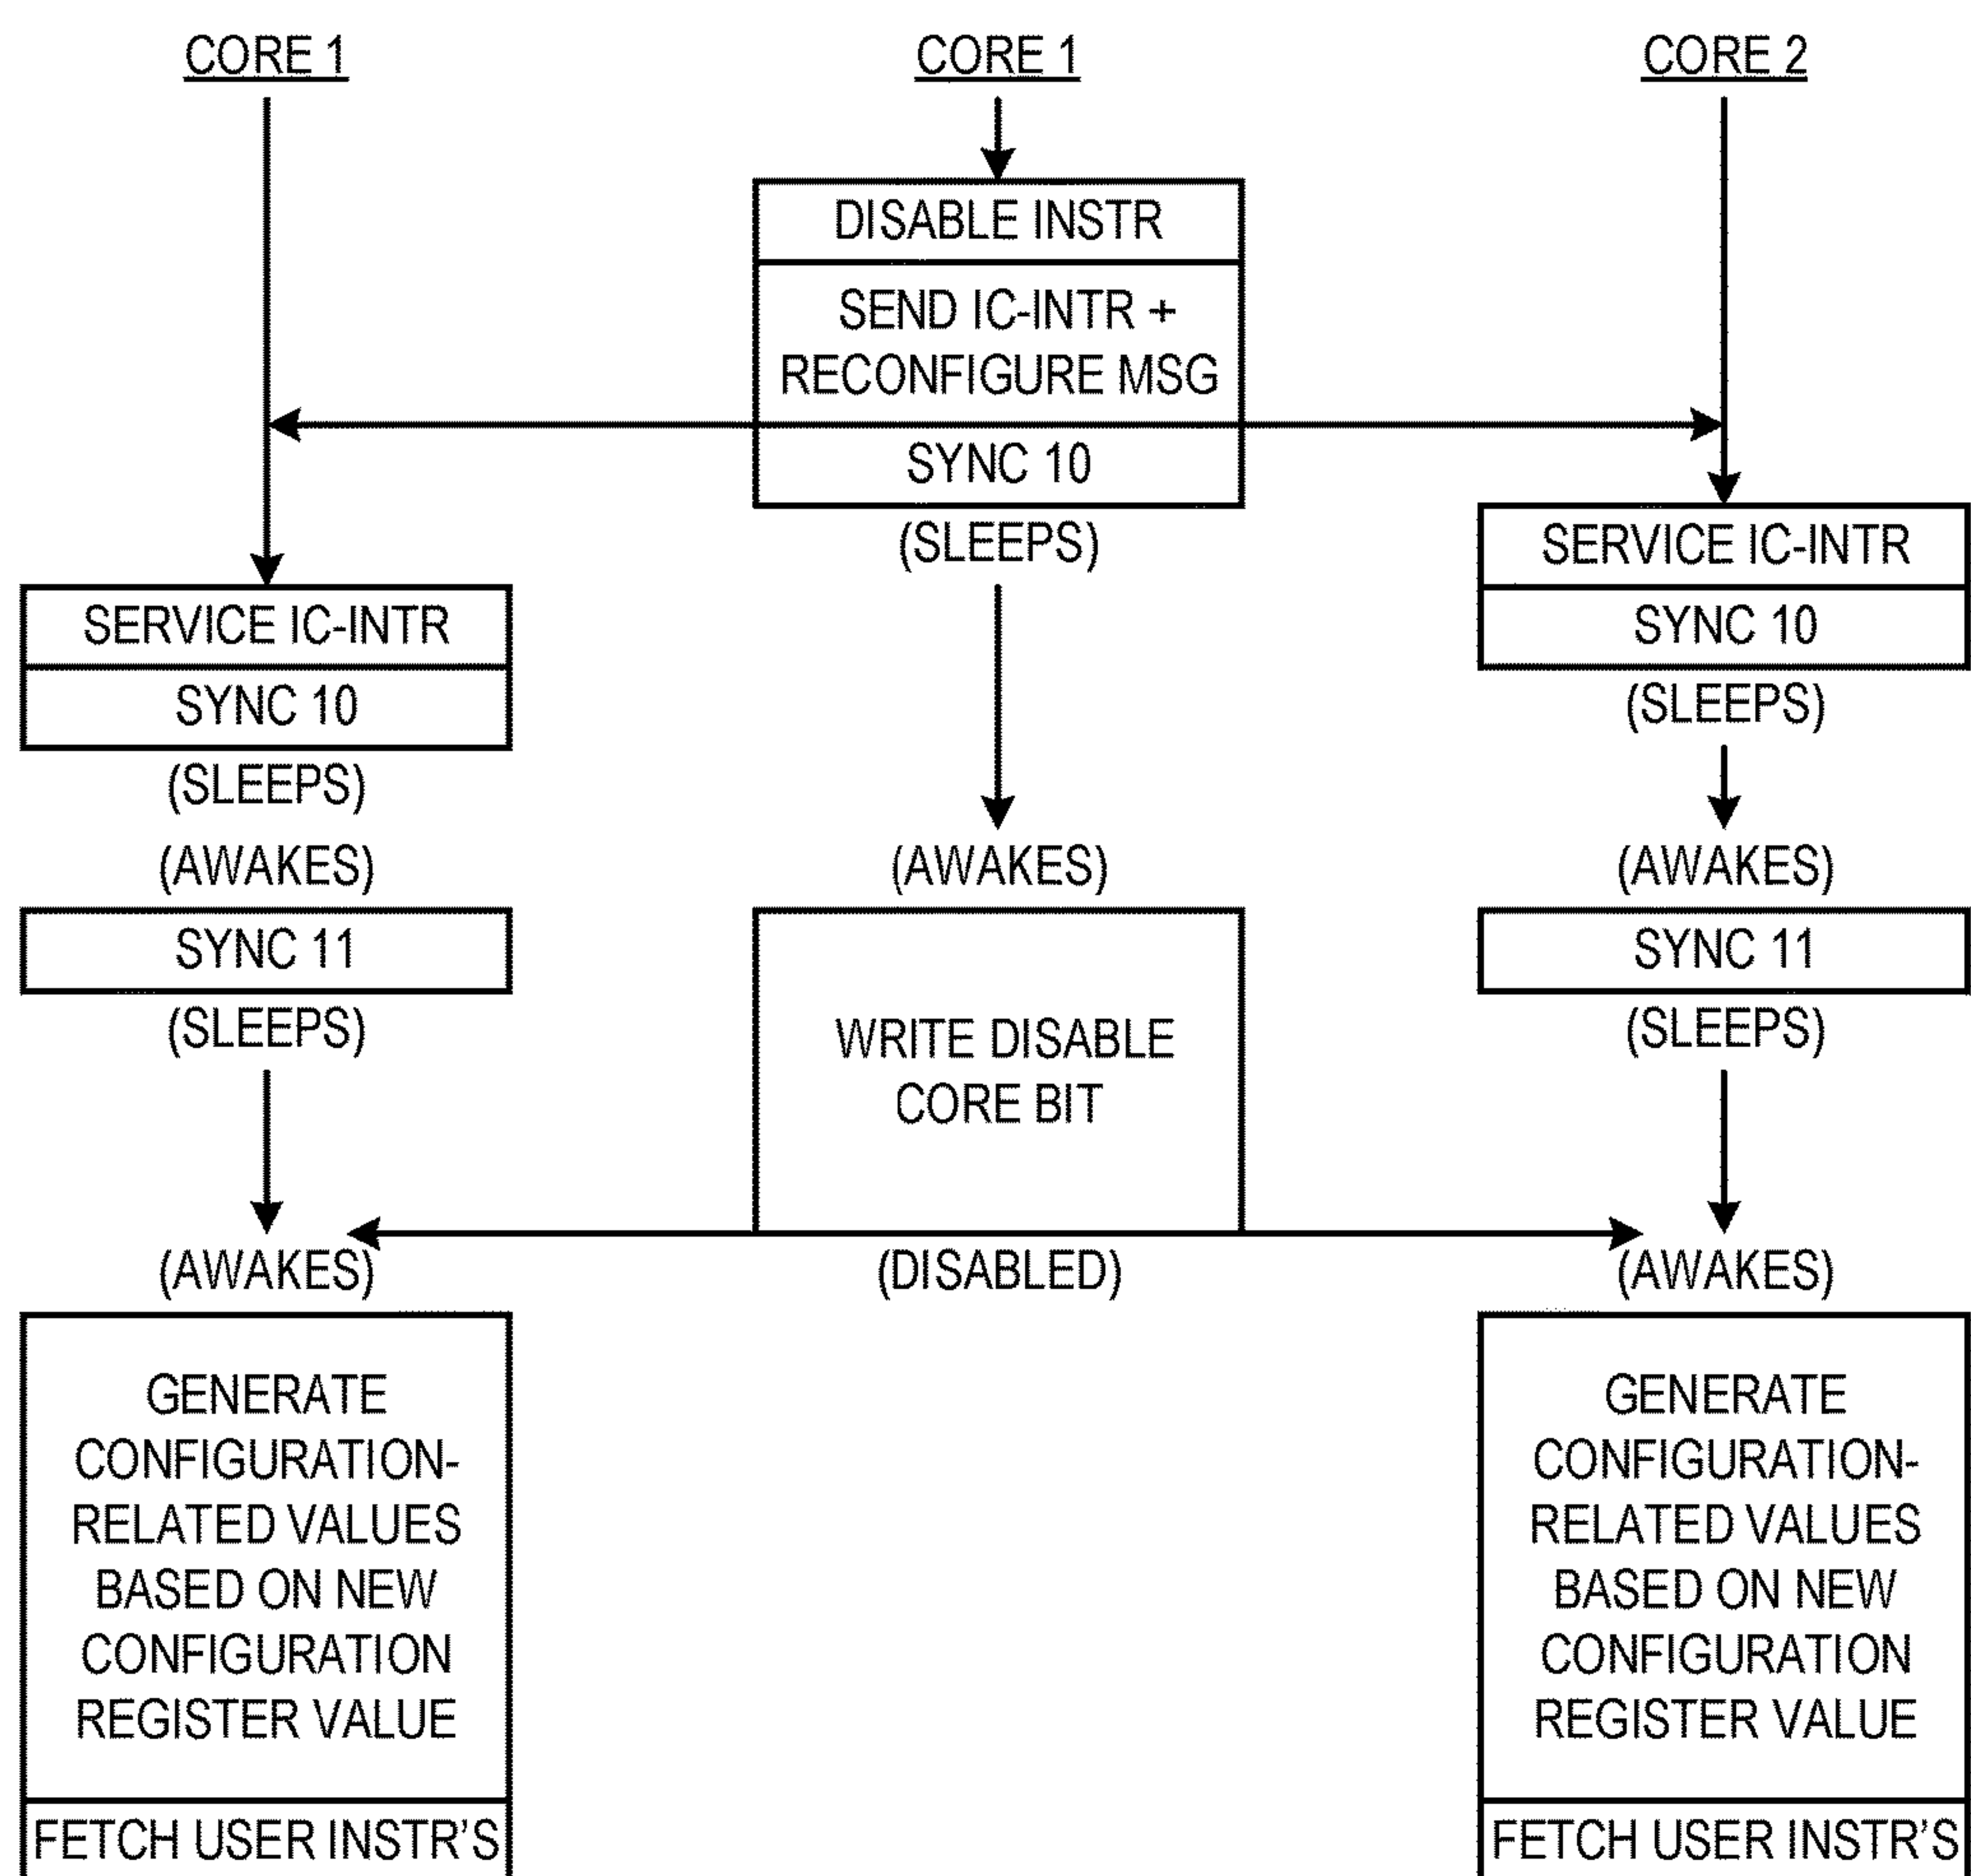 CORE 1
CORE 1
CORE 2
DISABLE INSTR
SEND IC-INTR +
RECONFIGURE MSG
SYNC 10
(SLEEPS)
SERVICE IC-INTR
SYNC 10
(SLEEPS)
SERVICE IC-INTR
SYNC 10
(SLEEPS)
(AWAKES)
(AWAKES)
(AWAKES)
SYNC 11
(SLEEPS)
WRITE DISABLE
CORE BIT
SYNC 11
(SLEEPS)
(AWAKES)
(DISABLED)
(AWAKES)
GENERATE
CONFIGURATION-
RELATED VALUES
BASED ON NEW
CONFIGURATION
REGISTER VALUE
FETCH USER INSTR'S
GENERATE
CONFIGURATION-
RELATED VALUES
BASED ON NEW
CONFIGURATION
REGISTER VALUE
FETCH USER INSTR'S